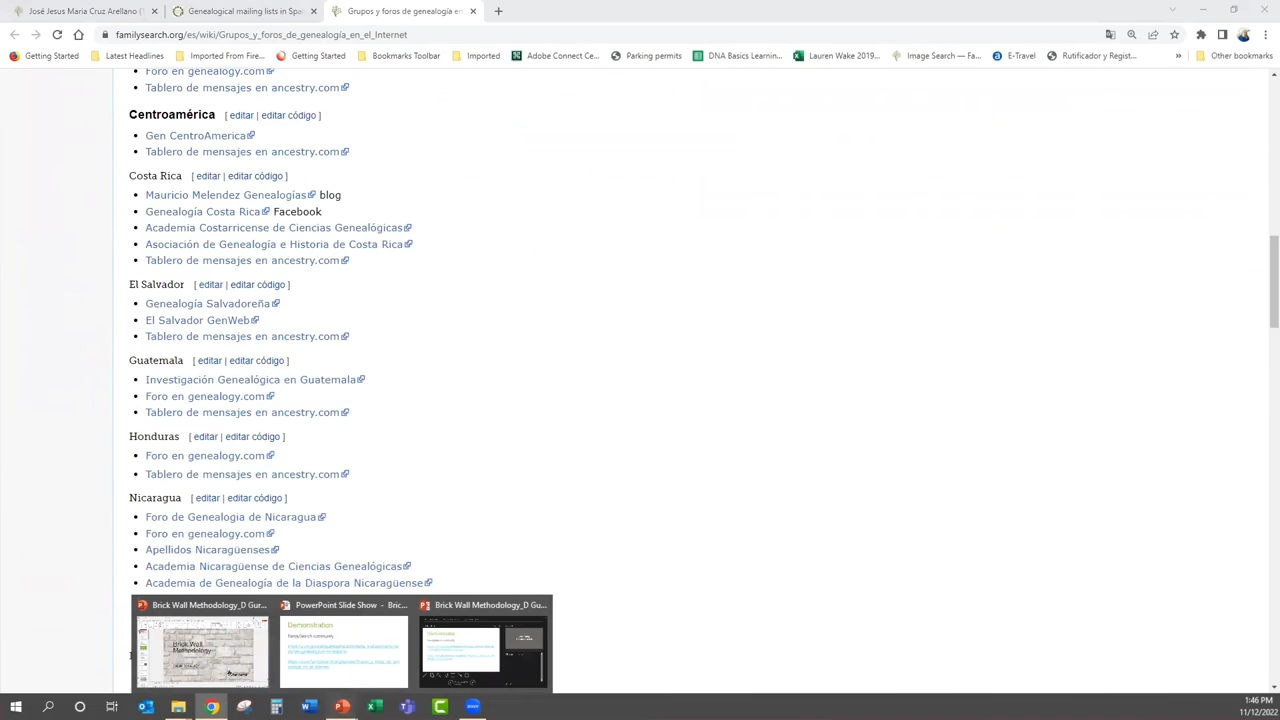 José Jesus Maria Cruz Arellano (1
Genealogical mailing lists in Spai
Grupos y foros de genealogía en
familysearch.org/es/wiki/Grupos_y_foros_de_genealogía_en_el_Internet
Getting Started
Latest Headlines
Imported From Fire...
Getting Started
Bookmarks Toolbar
Imported
Adobe Connect Ce...
Parking permits
DNA Basics Learnin...
Lauren Wake 2019...
Image Search — Fa...
E-Travel
Rutificador y Regist...
»
Other bookmarks
Foro en genealogy.com
Tablero de mensajes en ancestry.com
Centroamérica [ editar | editar código ]
Gen CentroAmerica
Tablero de mensajes en ancestry.com
Costa Rica [ editar | editar código ]
Mauricio Melendez Genealogías blog
Genealogía Costa Rica Facebook
Academia Costarricense de Ciencias Genealógicas
Asociación de Genealogía e Historia de Costa Rica
Tablero de mensajes en ancestry.com
El Salvador [ editar | editar código ]
Genealogía Salvadoreña
El Salvador GenWeb
Tablero de mensajes en ancestry.com
Guatemala [ editar | editar código ]
Investigación Genealógica en Guatemala
Foro en genealogy.com
Tablero de mensajes en ancestry.com
Honduras [ editar | editar código ]
Foro en genealogy.com
Tablero de mensajes en ancestry.com
Nicaragua [ editar | editar código ]
Foro de Genealogia de Nicaragua
Foro en genealogy.com
Apellidos Nicaragüenses
Academia Nicaragüense de Ciencias Genealógicas
Academia de Genealogía de la Diaspora Nicaragüense
Brick Wall Methodology_D Gur...
PowerPoint Slide Show - Bric...
Brick Wall Methodology_D Gu...
Brick Wall
Methodology
Demonstration
FamilySearch community
1:46 PM
11/12/2022